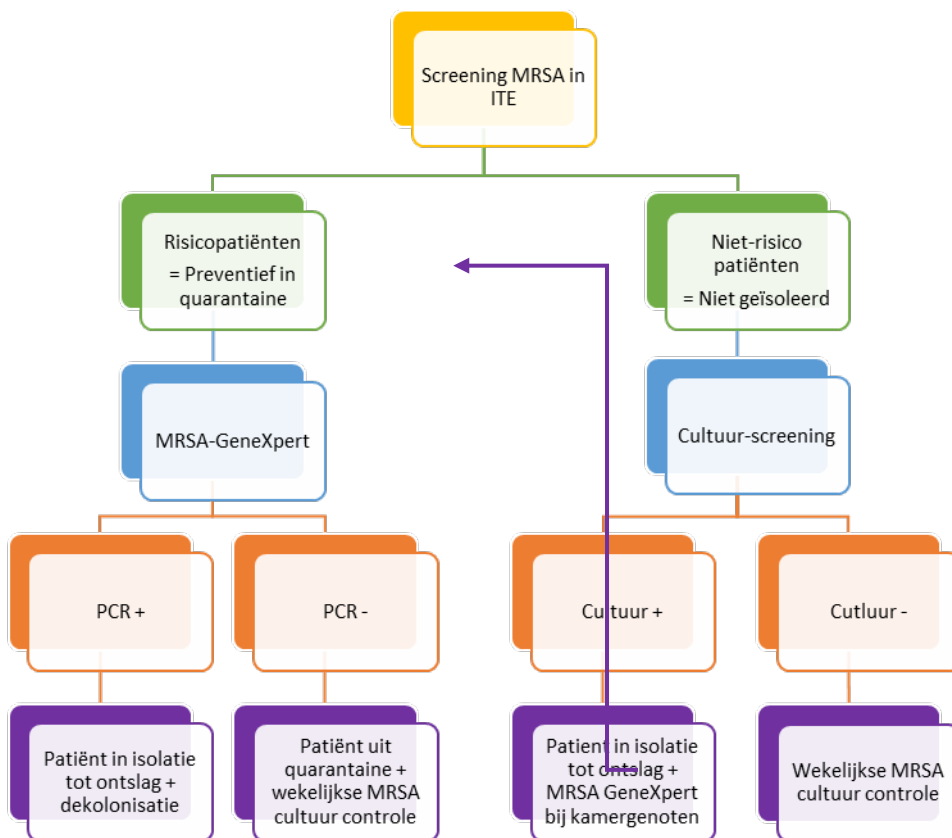 Screening MRSA in
ITE
Risicopatiënten
= Preventief in
quarantaine
Niet-risico
patiënten
= Niet geïsoleerd
MRSA-GeneXpert
Cultuur-screening
PCR +
PCR -
Cultuur +
Cutluur -
Patiënt in isolatie
tot ontslag +
dekolonisatie
Patiënt uit
quarantaine +
wekelijkse MRSA
cultuur controle
Patient in isolatie
tot ontslag +
MRSA GeneXpert
bij kamergenoten
Wekelijkse MRSA
cultuur controle